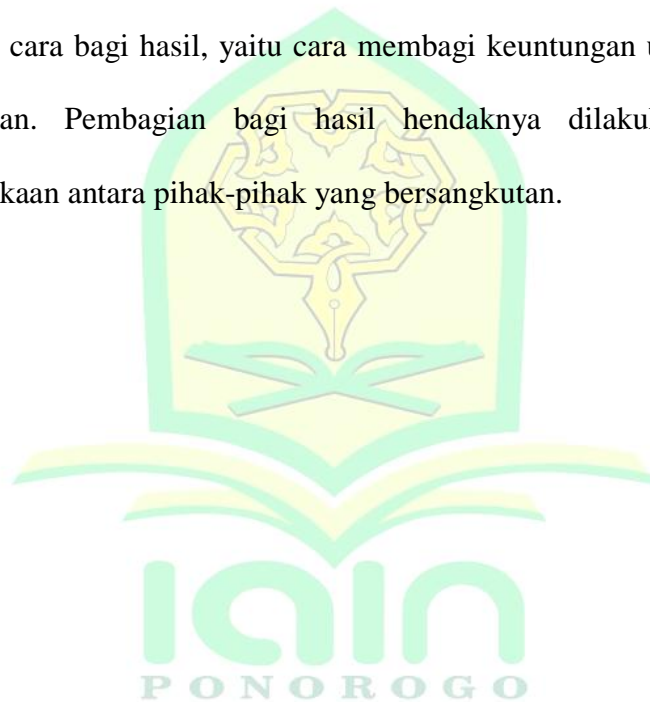 cara bagi hasil, yaitu cara membagi keuntungan
an. Pembagian bagi hasil hendaknya
kaan antara pihak-pihak yang bersangkutan.
iain
PONOROGO